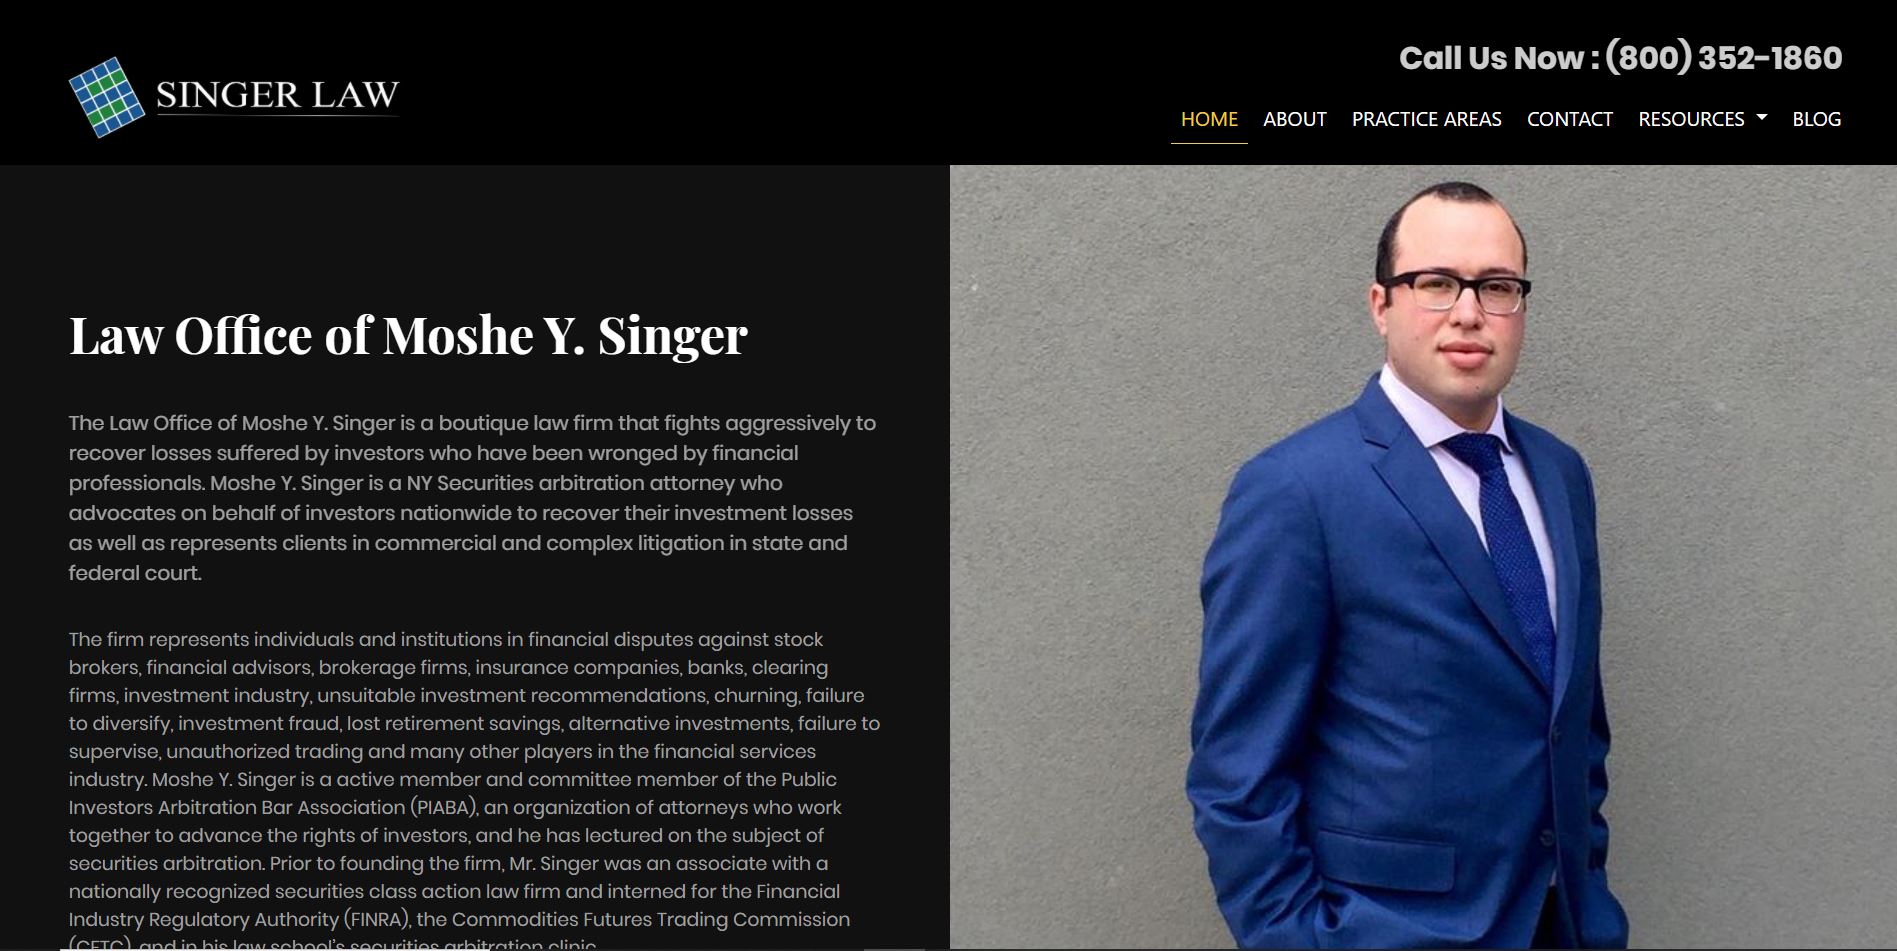 SINGER LAW
Call Us Now : (800) 352-1860
HOME ABOUT PRACTICE AREAS CONTACT RESOURCES BLOG
Law Office of Moshe Y. Singer
The Law Office of Moshe Y. Singer is a boutique law firm that fights aggressively to
recover losses suffered by investors who have been wronged by financial
professionals. Moshe Y. Singer is a NY Securities arbitration attorney who
advocates on behalf of investors nationwide to recover their investment losses
as well as represents clients in commercial and complex litigation in state and
federal court.
The firm represents individuals and institutions in financial disputes against stock
brokers, financial advisors, brokerage firms, insurance companies, banks, clearing
firms, investment industry, unsuitable investment recommendations, churning, failure
to diversify, investment fraud, lost retirement savings, alternative investments, failure to
supervise, unauthorized trading and many other players in the financial services
industry. Moshe Y. Singer is a active member and committee member of the Public
Investors Arbitration Bar Association (PIABA), an organization of attorneys who work
together to advance the rights of investors, and he has lectured on the subject of
securities arbitration. Prior to founding the firm, Mr. Singer was an associate with a
nationally recognized securities class action law firm and interned for the Financial
Industry Regulatory Authority (FINRA), the Commodities Futures Trading Commission
(CFTC), and in his law school's securities arbitration clinic.